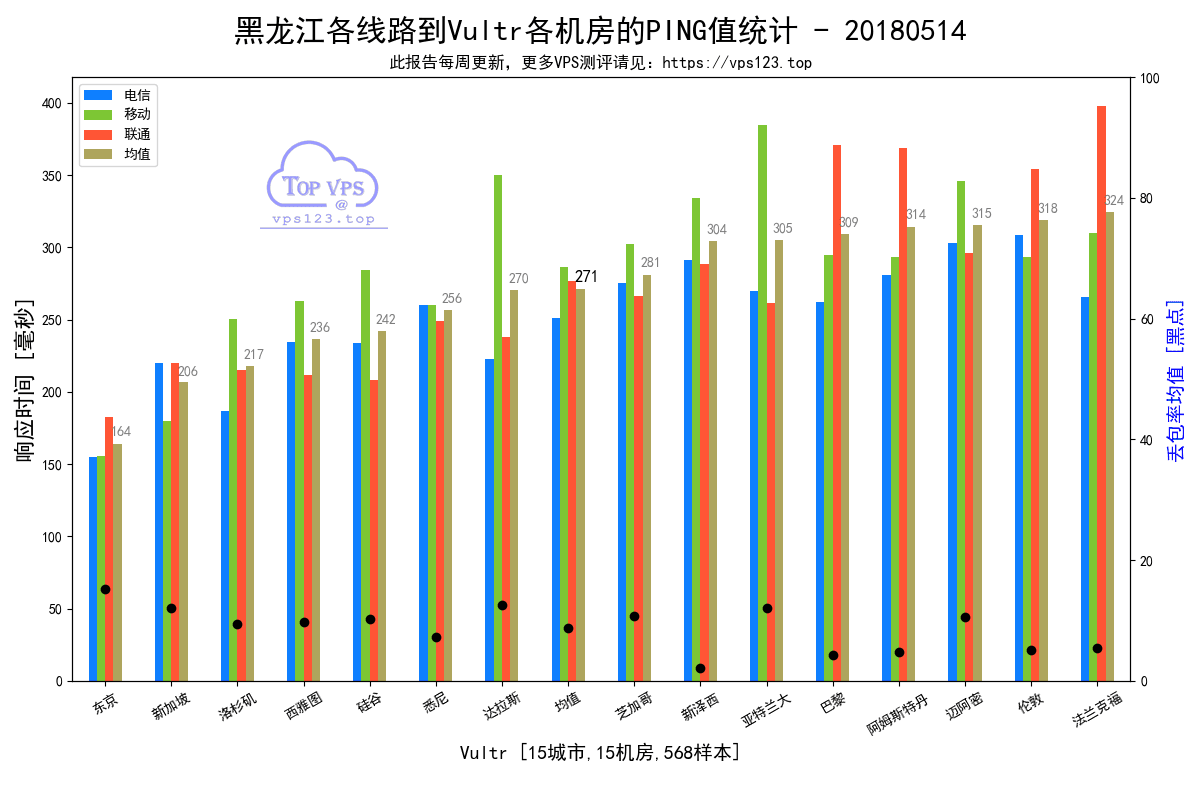 黑龙江各线路到Vultr各机房的PING值统计 - 20180514
此报告每周更新，更多VPS测评请见：https://vps123.top
电信
移动
联通
均值
TOP VPS
@
vps123.top
响应时间 [毫秒]
400
350
300
250
200
150
100
50
0
100
80
60
40
20
0
丢包率均值 [黑点]
164
206
217
236
242
256
270
271
281
304
305
309
314
315
318
324
东京
新加坡
洛杉矶
西雅图
硅谷
悉尼
达拉斯
均值
芝加哥
新泽西
亚特兰大
巴黎
阿姆斯特丹
迈阿密
伦敦
法兰克福
Vultr [15城市,15机房,568样本]